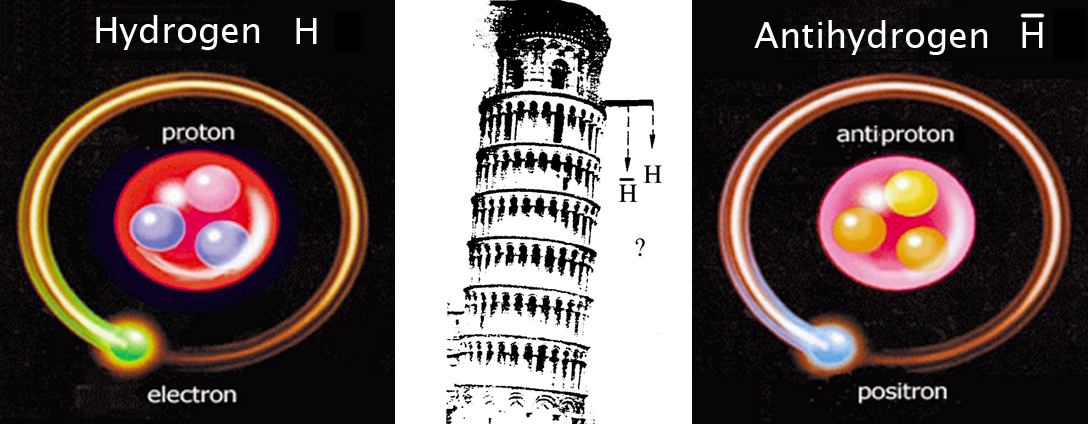 Hydrogen H
proton
electron
H̅ H
?
Antihydrogen H̅
antiproton
positron